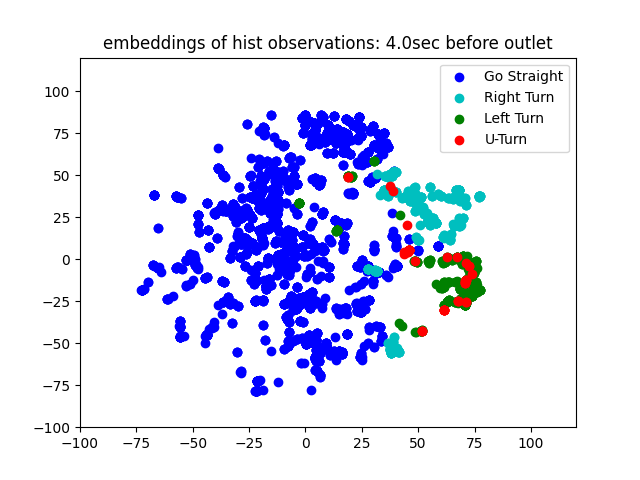 embeddings of hist observations: 4.0sec before outlet
Go Straight
Right Turn
Left Turn
U-Turn
100
75
50
25
0
−25
−50
−75
−100
−100 −75 −50 −25 0 25 50 75 100